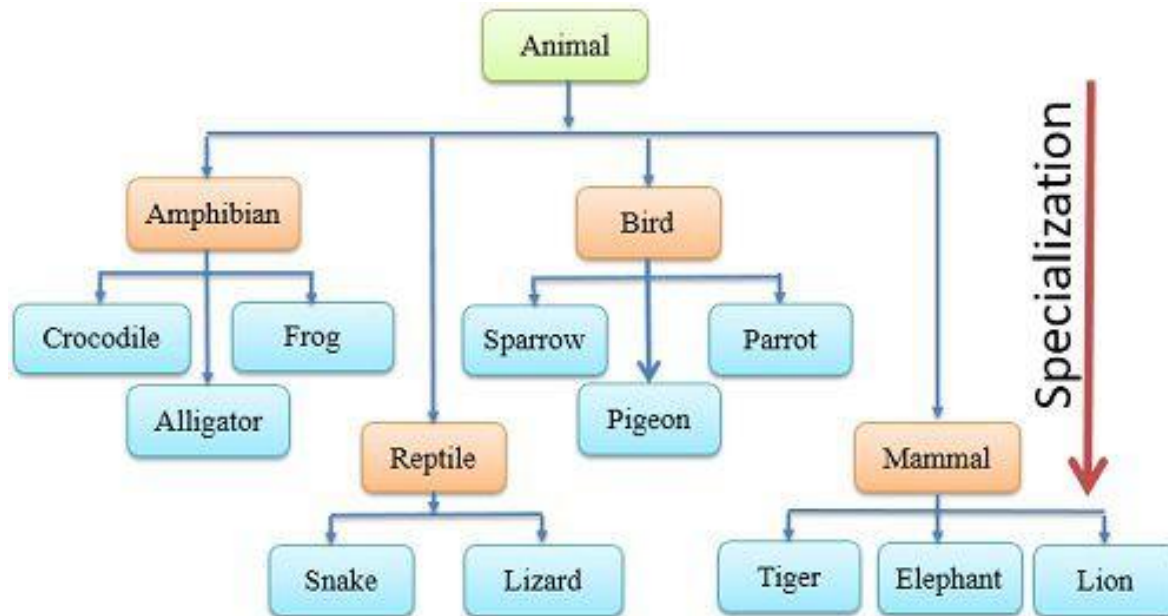 Animal
Specialization
Amphibian
Bird
Crocodile
Frog
Sparrow
Parrot
Alligator
Pigeon
Reptile
Mammal
Snake
Lizard
Tiger
Elephant
Lion